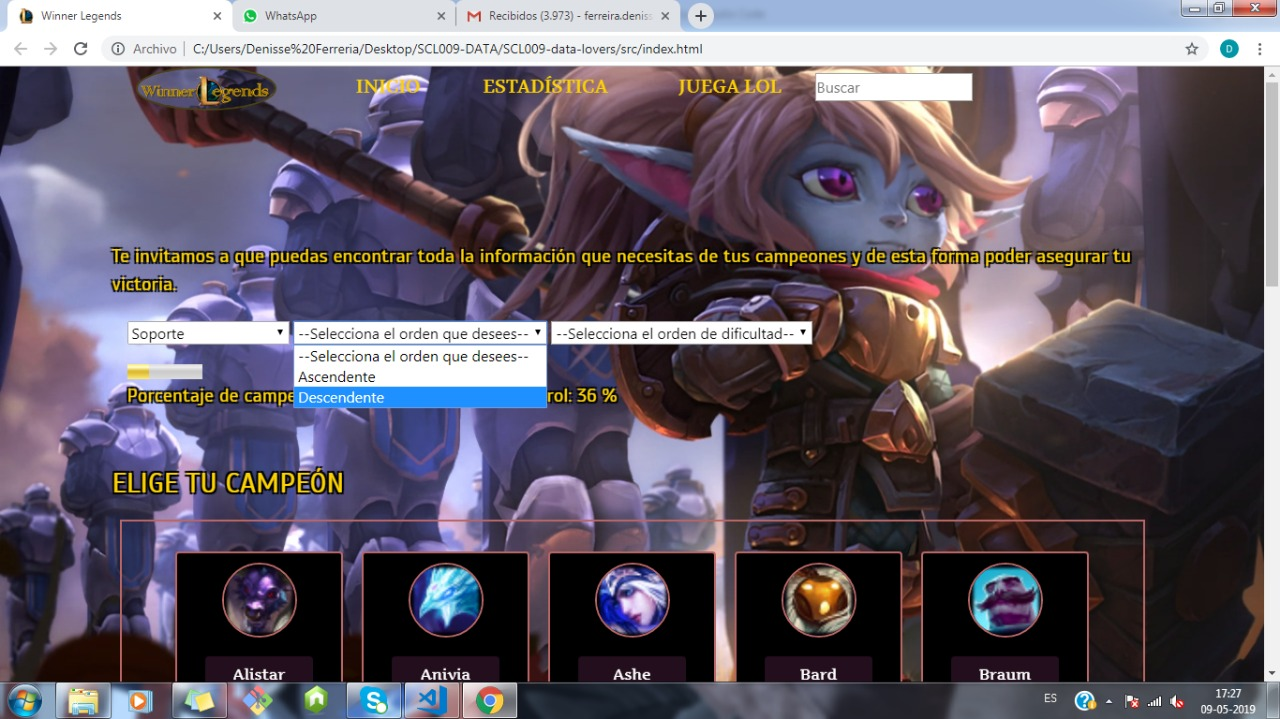 Winner Legends
WhatsApp
Recibidos (3.973) - ferreira.deniss
Archivo
C:/Users/Denisse%20Ferreria/Desktop/SCL009-DATA/SCL009-data-lovers/src/index.html
D
Winner Legends
INICIO
ESTADÍSTICA
JUEGA LOL
Buscar
Te invitamos a que puedas encontrar toda la información que necesitas de tus campeones y de esta forma poder asegurar tu
victoria.
Soporte
--Selecciona el orden que desees--
--Selecciona el orden de dificultad--
--Selecciona el orden que desees--
Ascendente
Descendente
Porcentaje de campe
rol: 36 %
ELIGE TU CAMPEÓN
Alistar
Anivia
Ashe
Bard
Braum
ES
17:27
09-05-2019